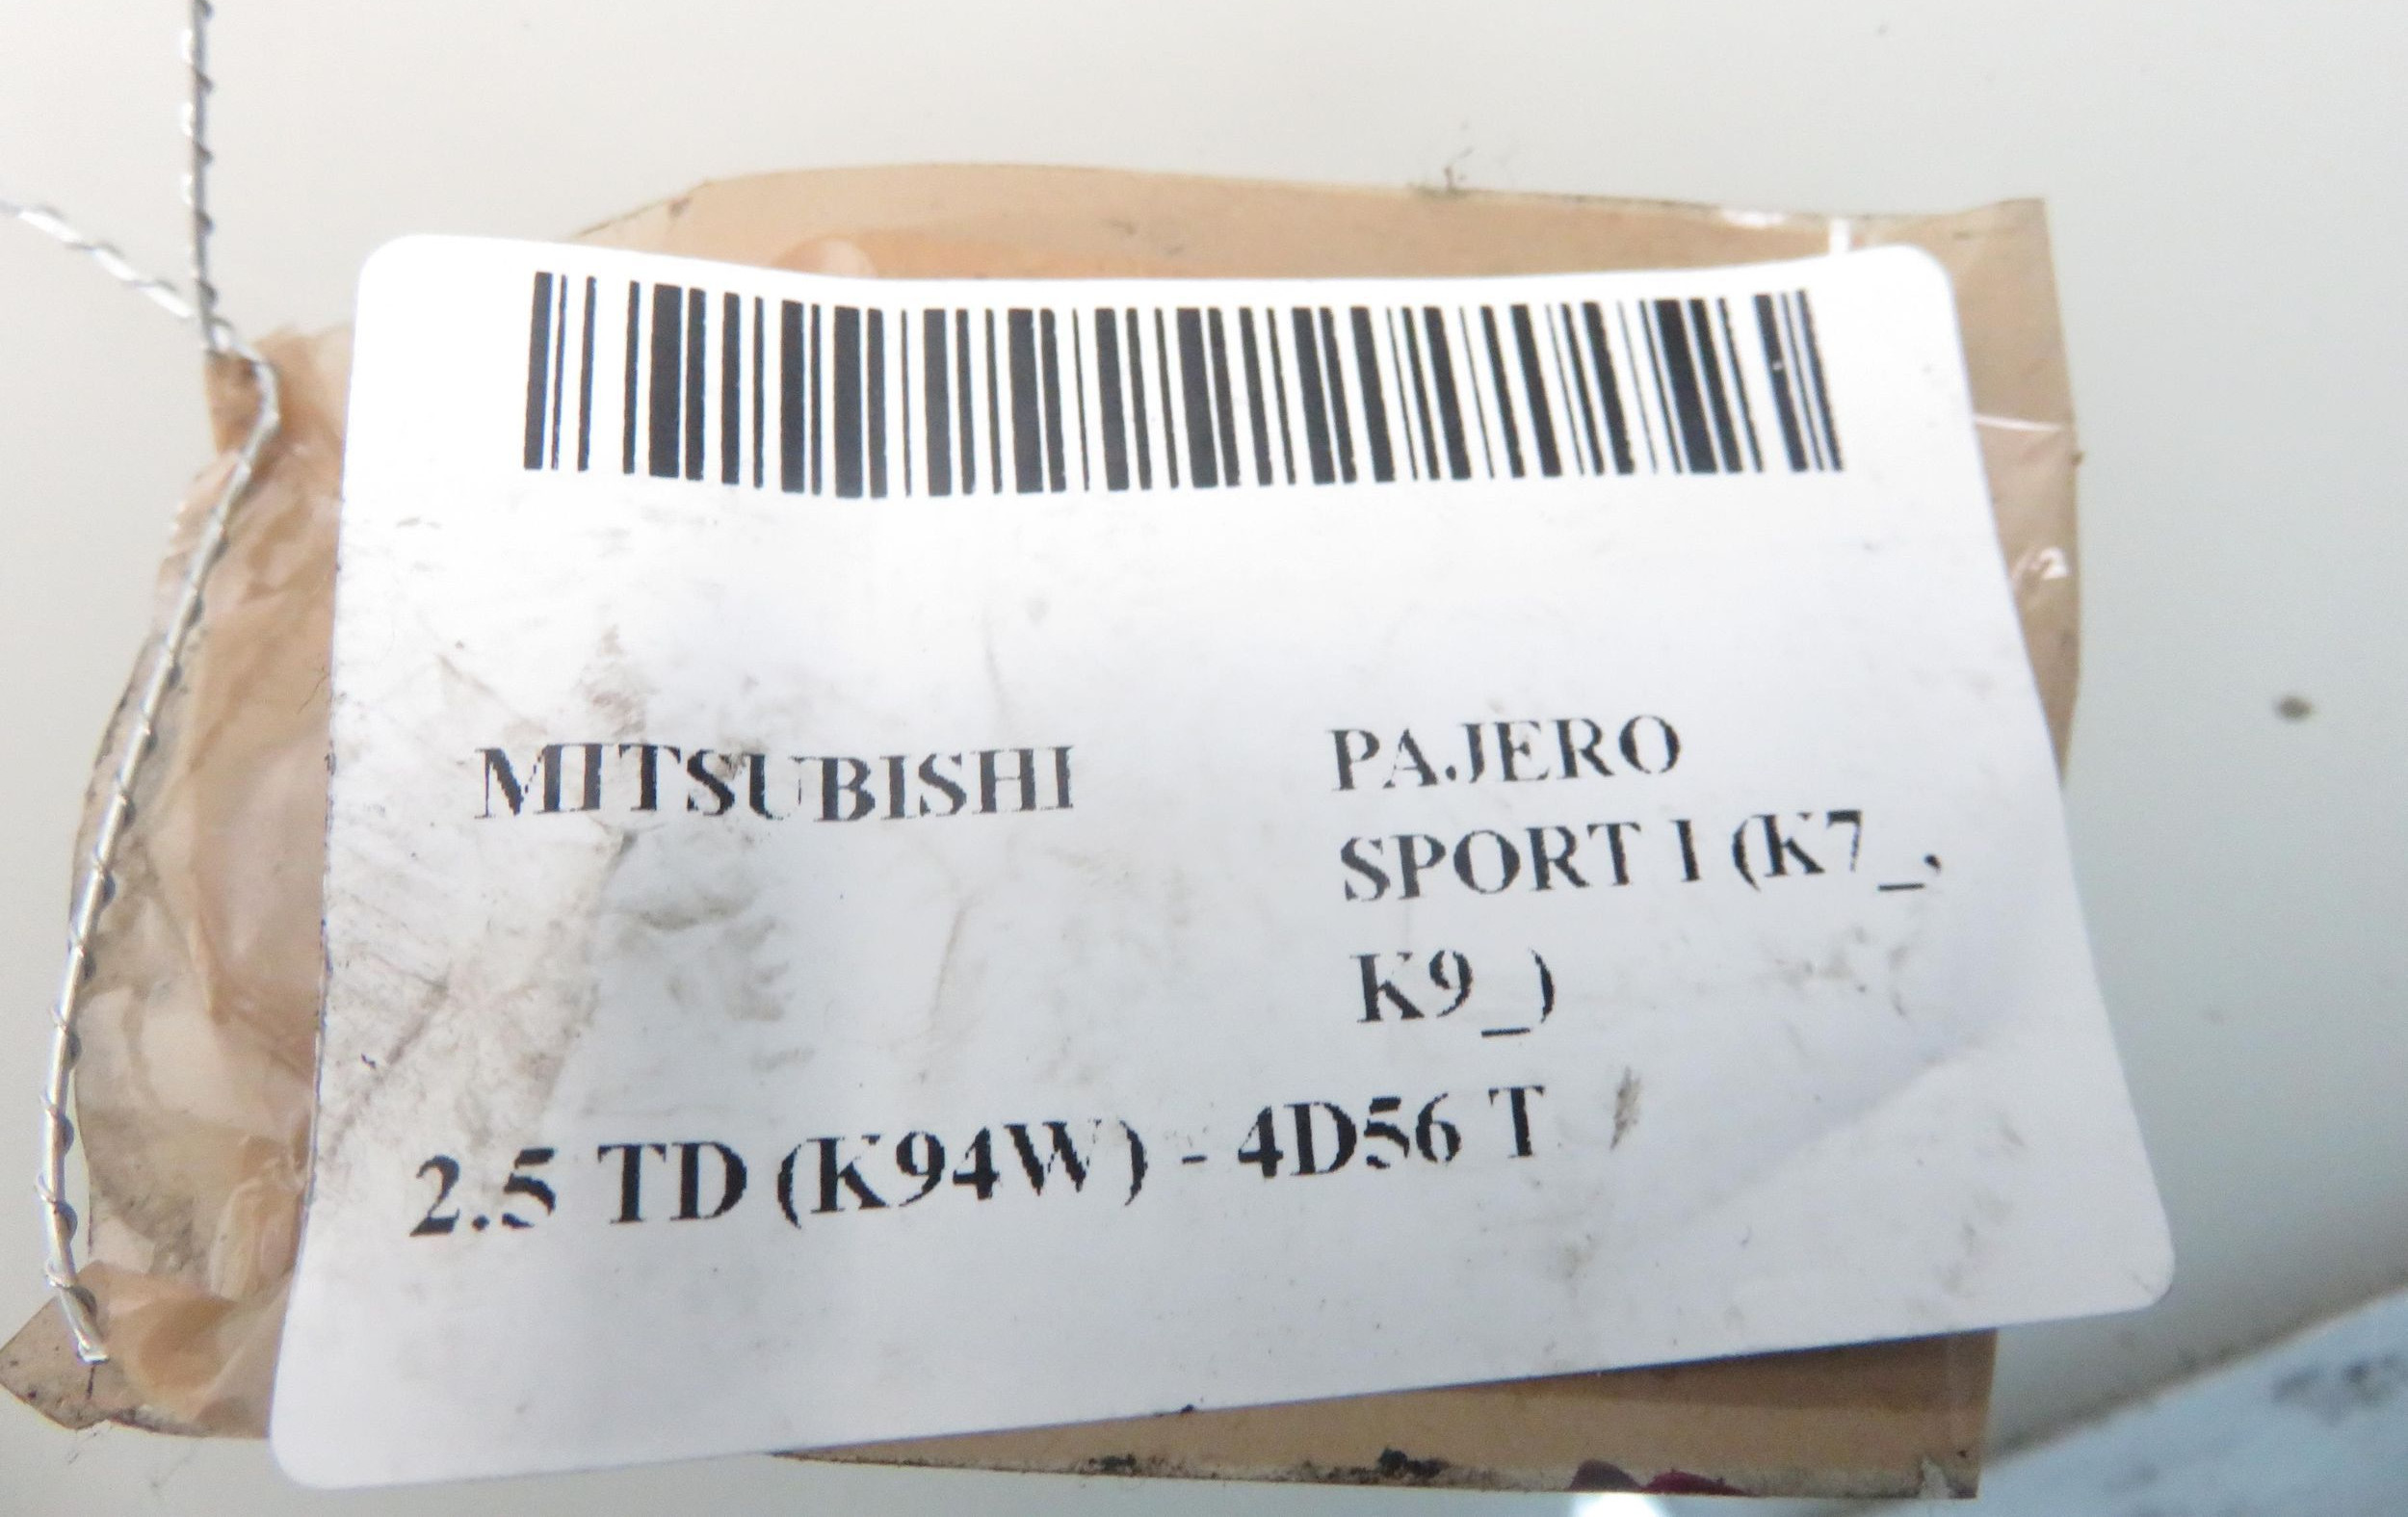 MITSUBISHI
PAJERO
SPORT I (K7_,
K9_)
2.5 TD (K94W) - 4D56 T